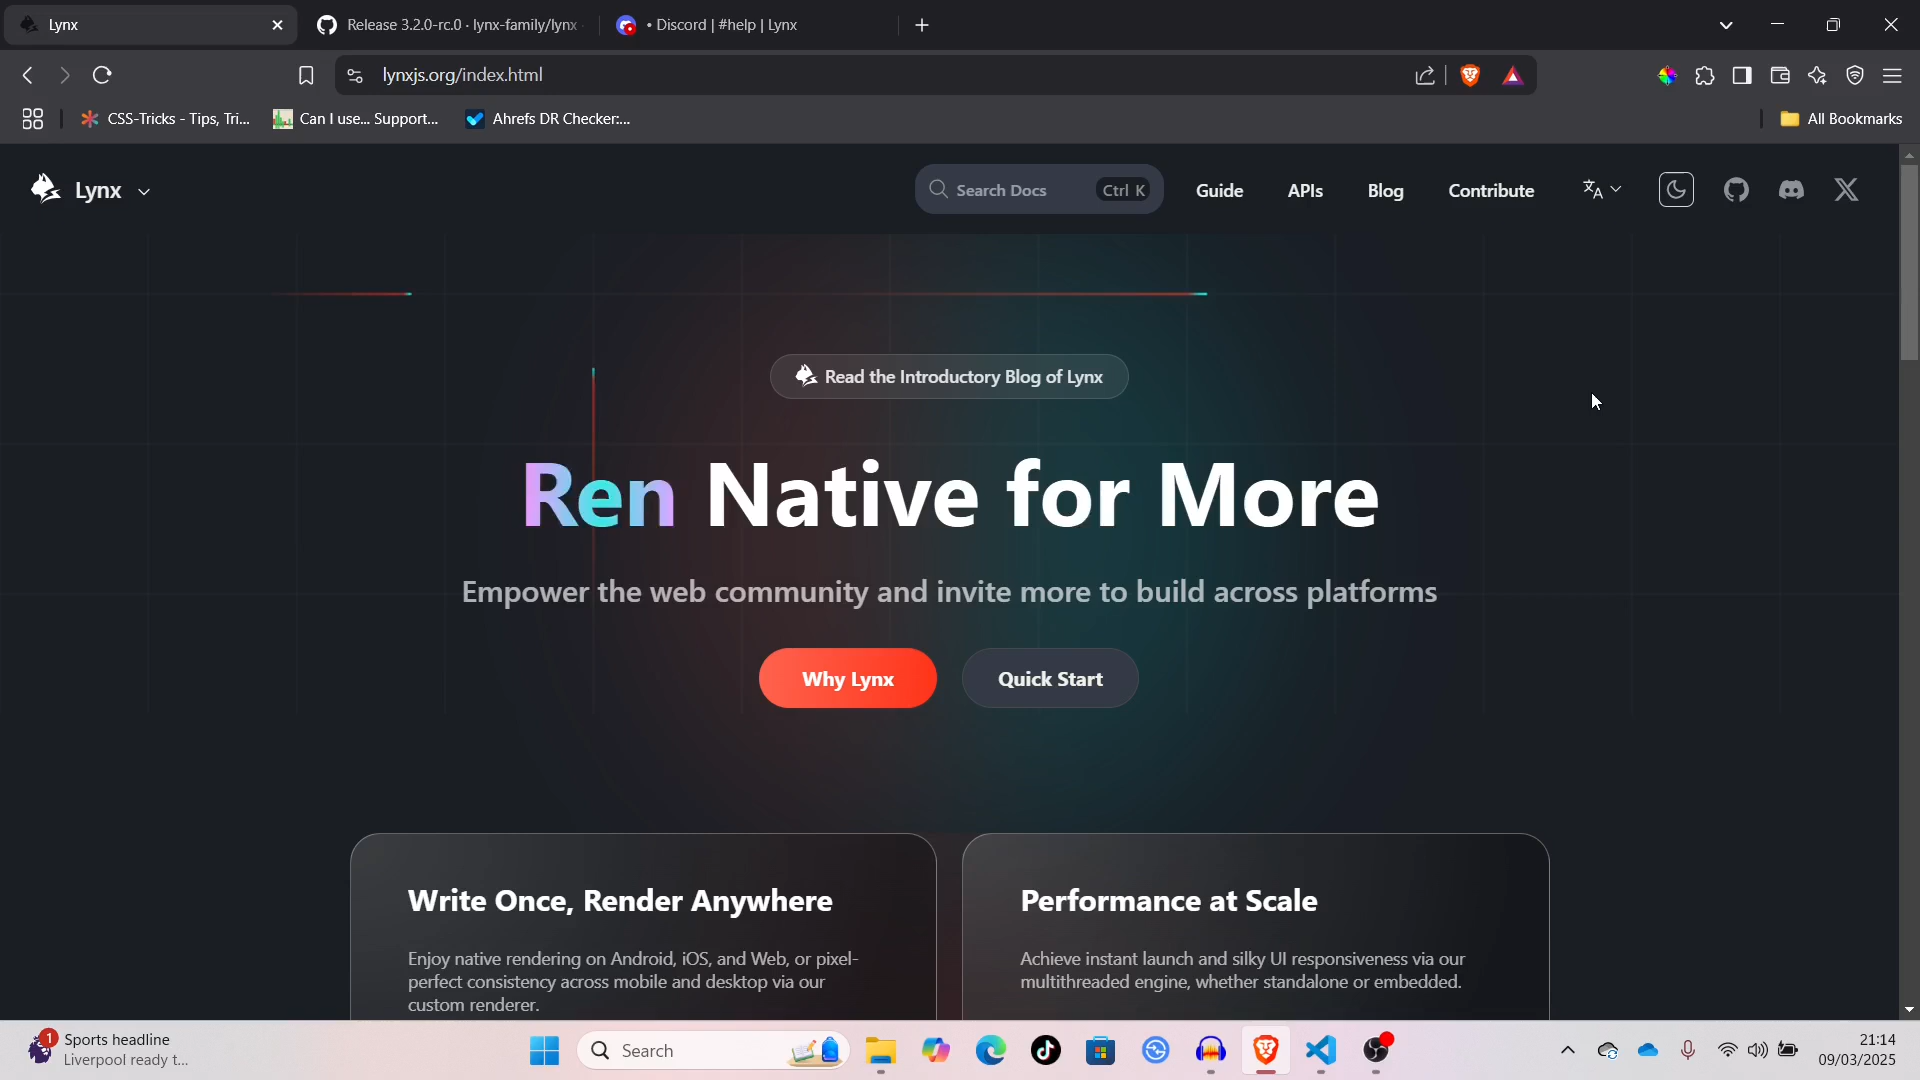 Lynx
Release 3.2.0-rc.0 · lynx-family/lynx
• Discord | #help | Lynx
lynxjs.org/index.html
CSS-Tricks - Tips, Tri...
Can I use... Support...
Ahrefs DR Checker:...
All Bookmarks
Lynx
Search Docs
Ctrl K
Guide
APIs
Blog
Contribute
Read the Introductory Blog of Lynx
Ren Native for More
Empower the web community and invite more to build across platforms
Why Lynx
Quick Start
Write Once, Render Anywhere
Enjoy native rendering on Android, iOS, and Web, or pixel-
perfect consistency across mobile and desktop via our
custom renderer.
Performance at Scale
Achieve instant launch and silky UI responsiveness via our
multithreaded engine, whether standalone or embedded.
1
Sports headline
Liverpool ready t...
Search
21:14
09/03/2025